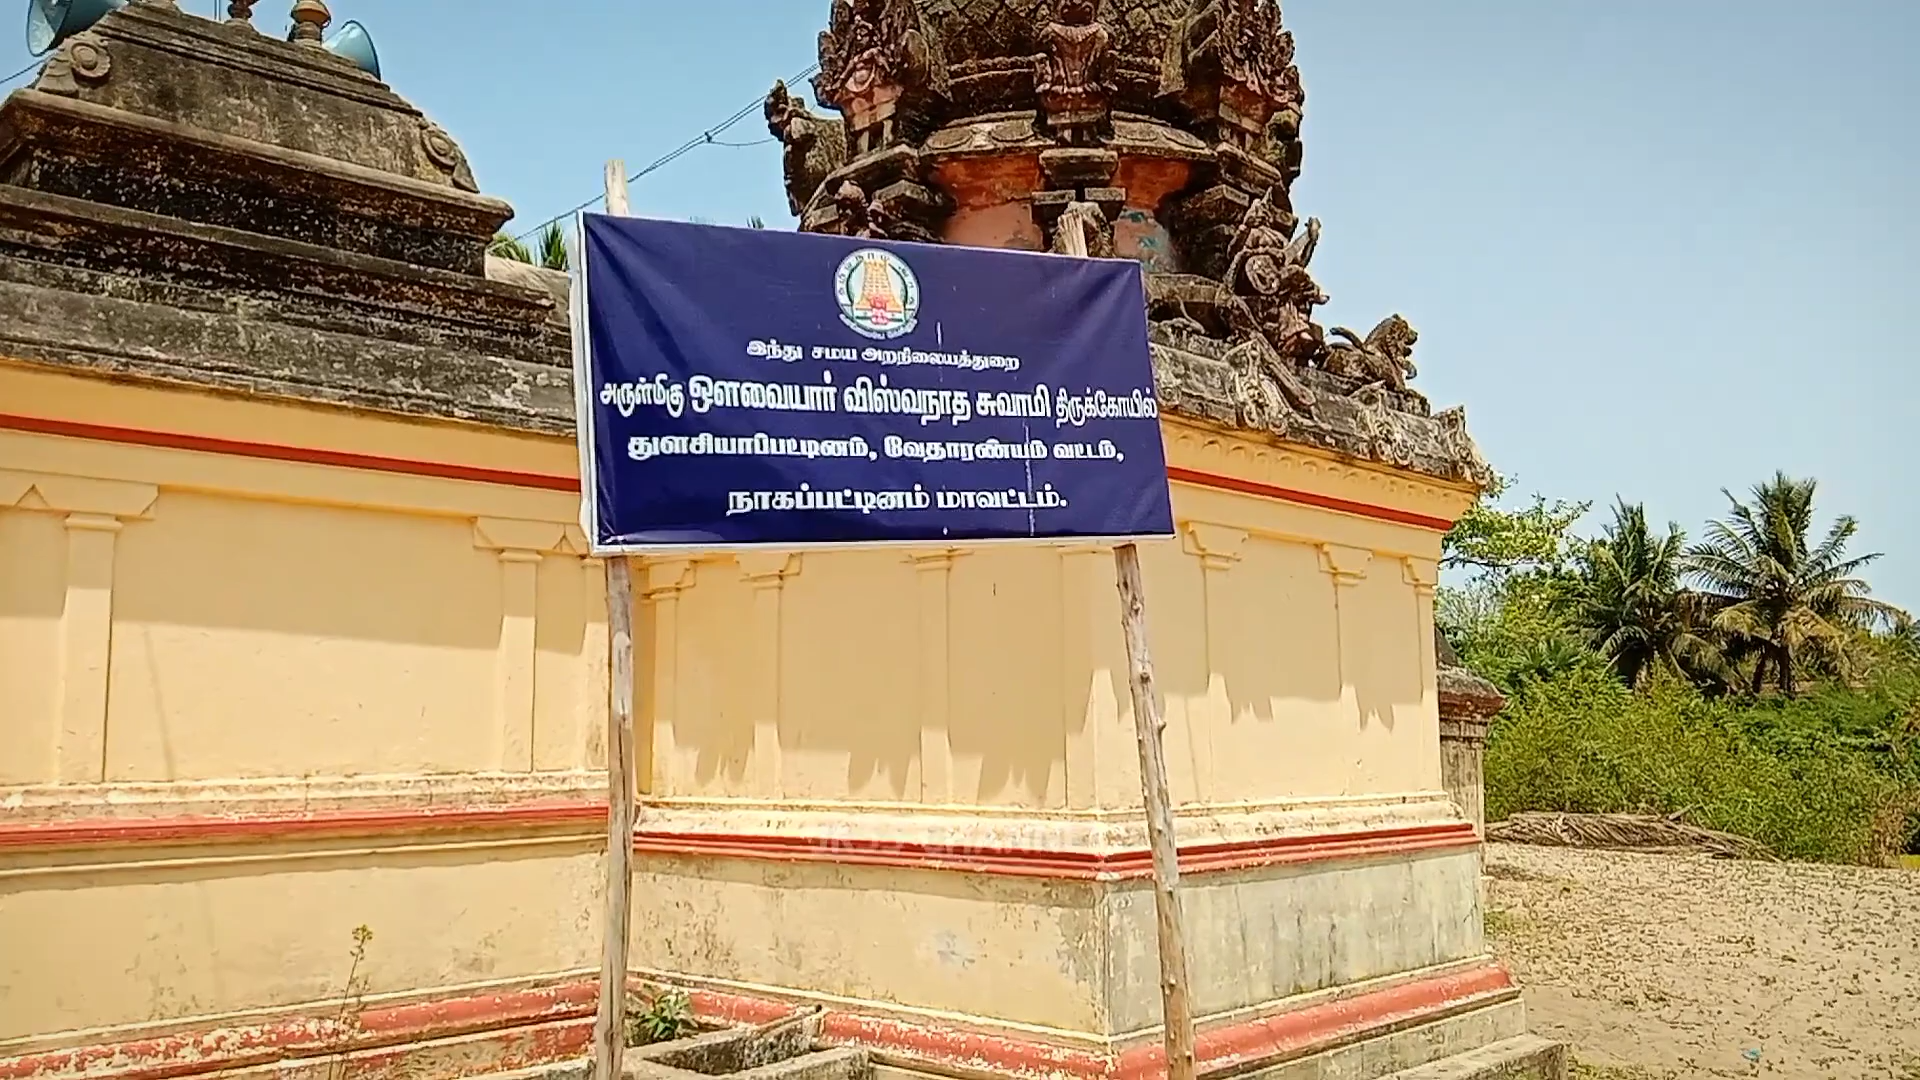 இந்து சமய அறநிலையத்துறை
அருள்மிகு ஔவையார் விஸ்வநாத சுவாமி திருக்கோயில்
துளசியாப்பட்டினம், வேதாரண்யம் வட்டம்,
நாகப்பட்டினம் மாவட்டம்.